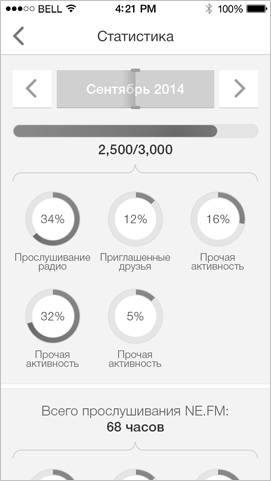 BELL 4:21 PM 100%
Статистика
Сентябрь 2014
2,500/3,000
34% 12% 16%
Прослушивание Приглашенные Прочая
радио друзья активность
32% 5%
Прочая Прочая
активность активность
Всего прослушивания NE.FM:
68 часов